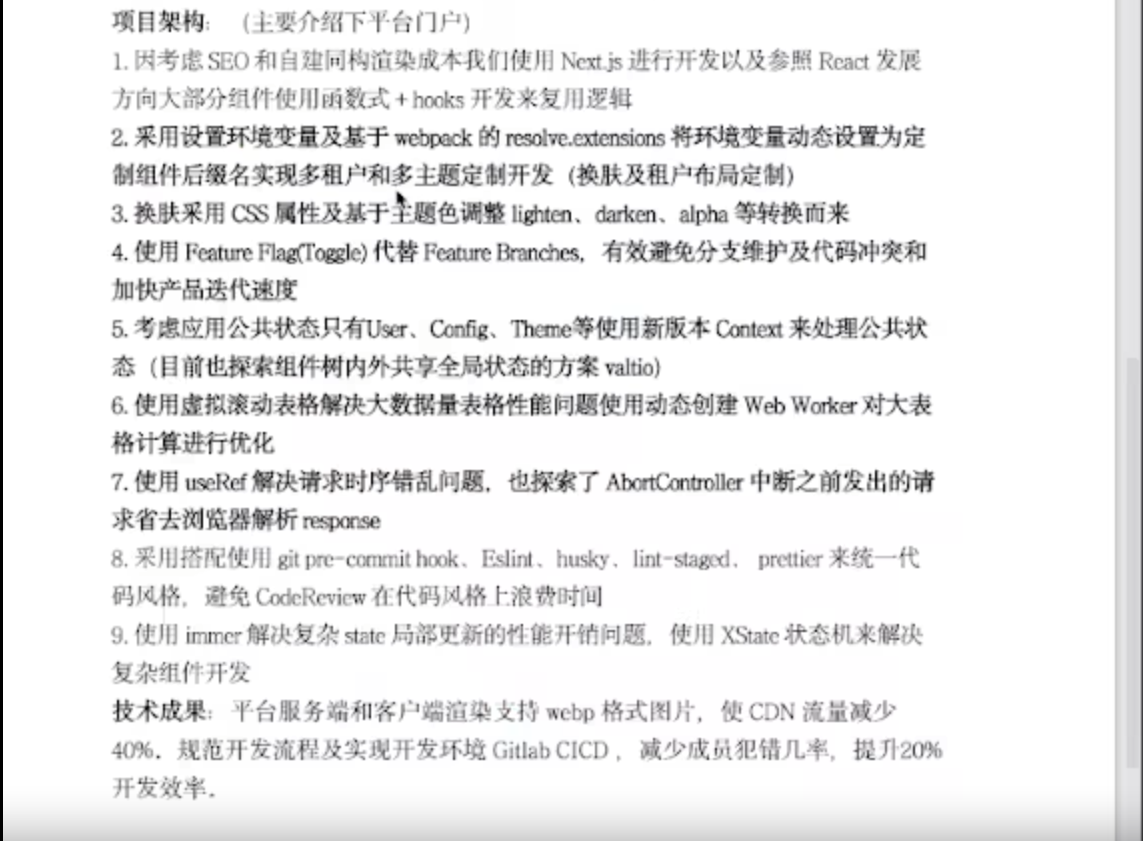 项目架构：（主要介绍下平台门户）
1. 因考虑 SEO 和自建同构渲染成本我们使用 Next.js 进行开发以及参照 React 发展
方向大部分组件使用函数式 + hooks 开发来复用逻辑
2. 采用设置环境变量及基于 webpack 的 resolve.extensions 将环境变量动态设置为定
制组件后缀名实现多租户和多主题定制开发（换肤及租户布局定制）
3. 换肤采用 CSS 属性及基于主题色调整 lighten、darken、alpha 等转换而来
4. 使用 Feature Flag(Toggle) 代替 Feature Branches，有效避免分支维护及代码冲突和
加快产品迭代速度
5. 考虑应用公共状态只有User、Config、Theme等使用新版本 Context 来处理公共状
态（目前也探索组件树内外共享全局状态的方案 valtio）
6. 使用虚拟滚动表格解决大数据量表格性能问题使用动态创建 Web Worker 对大表
格计算进行优化
7. 使用 useRef 解决请求时序错乱问题，也探索了 AbortController 中断之前发出的请
求省去浏览器解析 response
8. 采用搭配使用 git pre-commit hook、Eslint、husky、lint-staged、 prettier 来统一代
码风格，避免 CodeReview 在代码风格上浪费时间
9. 使用 immer 解决复杂 state 局部更新的性能开销问题，使用 XState 状态机来解决
复杂组件开发
技术成果：平台服务端和客户端渲染支持 webp 格式图片，使 CDN 流量减少
40%．规范开发流程及实现开发环境 Gitlab CICD ，减少成员犯错几率，提升20%
开发效率．